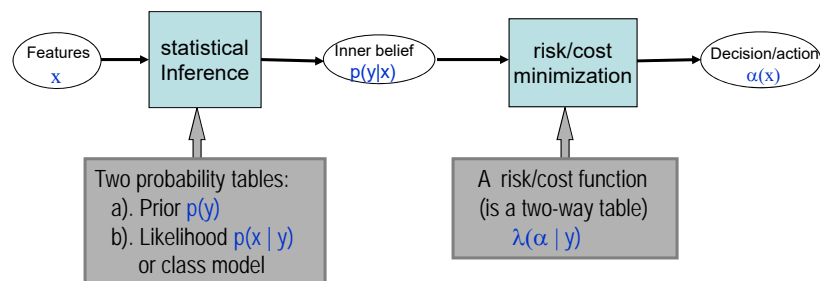 Features
x
statistical
Inference
Inner belief
p(y|x)
risk/cost
minimization
Decision/action
α(x)
Two probability tables:
a). Prior p(y)
b). Likelihood p(x | y)
or class model
A risk/cost function
(is a two-way table)
λ(α | y)